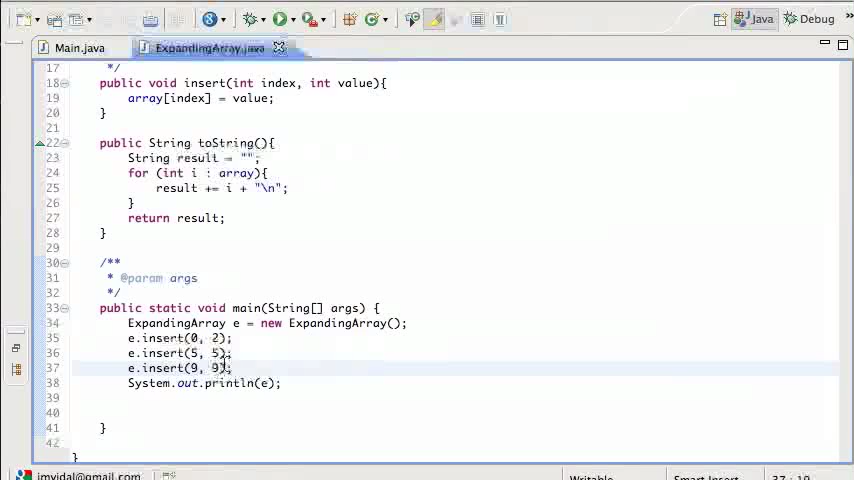 Java Debug »
Main.java ExpandingArray.java
17 */
18 public void insert(int index, int value){
19 array[index] = value;
20 }
21
22 public String toString(){
23 String result = "";
24 for (int i : array){
25 result += i + "\n";
26 }
27 return result;
28 }
29
30 /**
31 * @param args
32 */
33 public static void main(String[] args) {
34 ExpandingArray e = new ExpandingArray();
35 e.insert(0, 2);
36 e.insert(5, 5);
37 e.insert(9, 9);
38 System.out.println(e);
39
40
41 }
42
}
jmvidal@gmail.com Writable Smart Insert 37 : 19